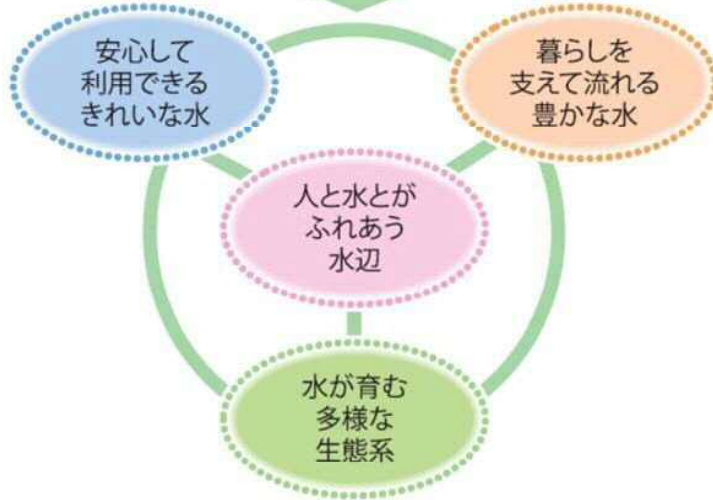 安心して
利用できる
きれいな水
暮らしを
支えて流れる
豊かな水
人と水とが
ふれあう
水辺
水が育む
多様な
生態系